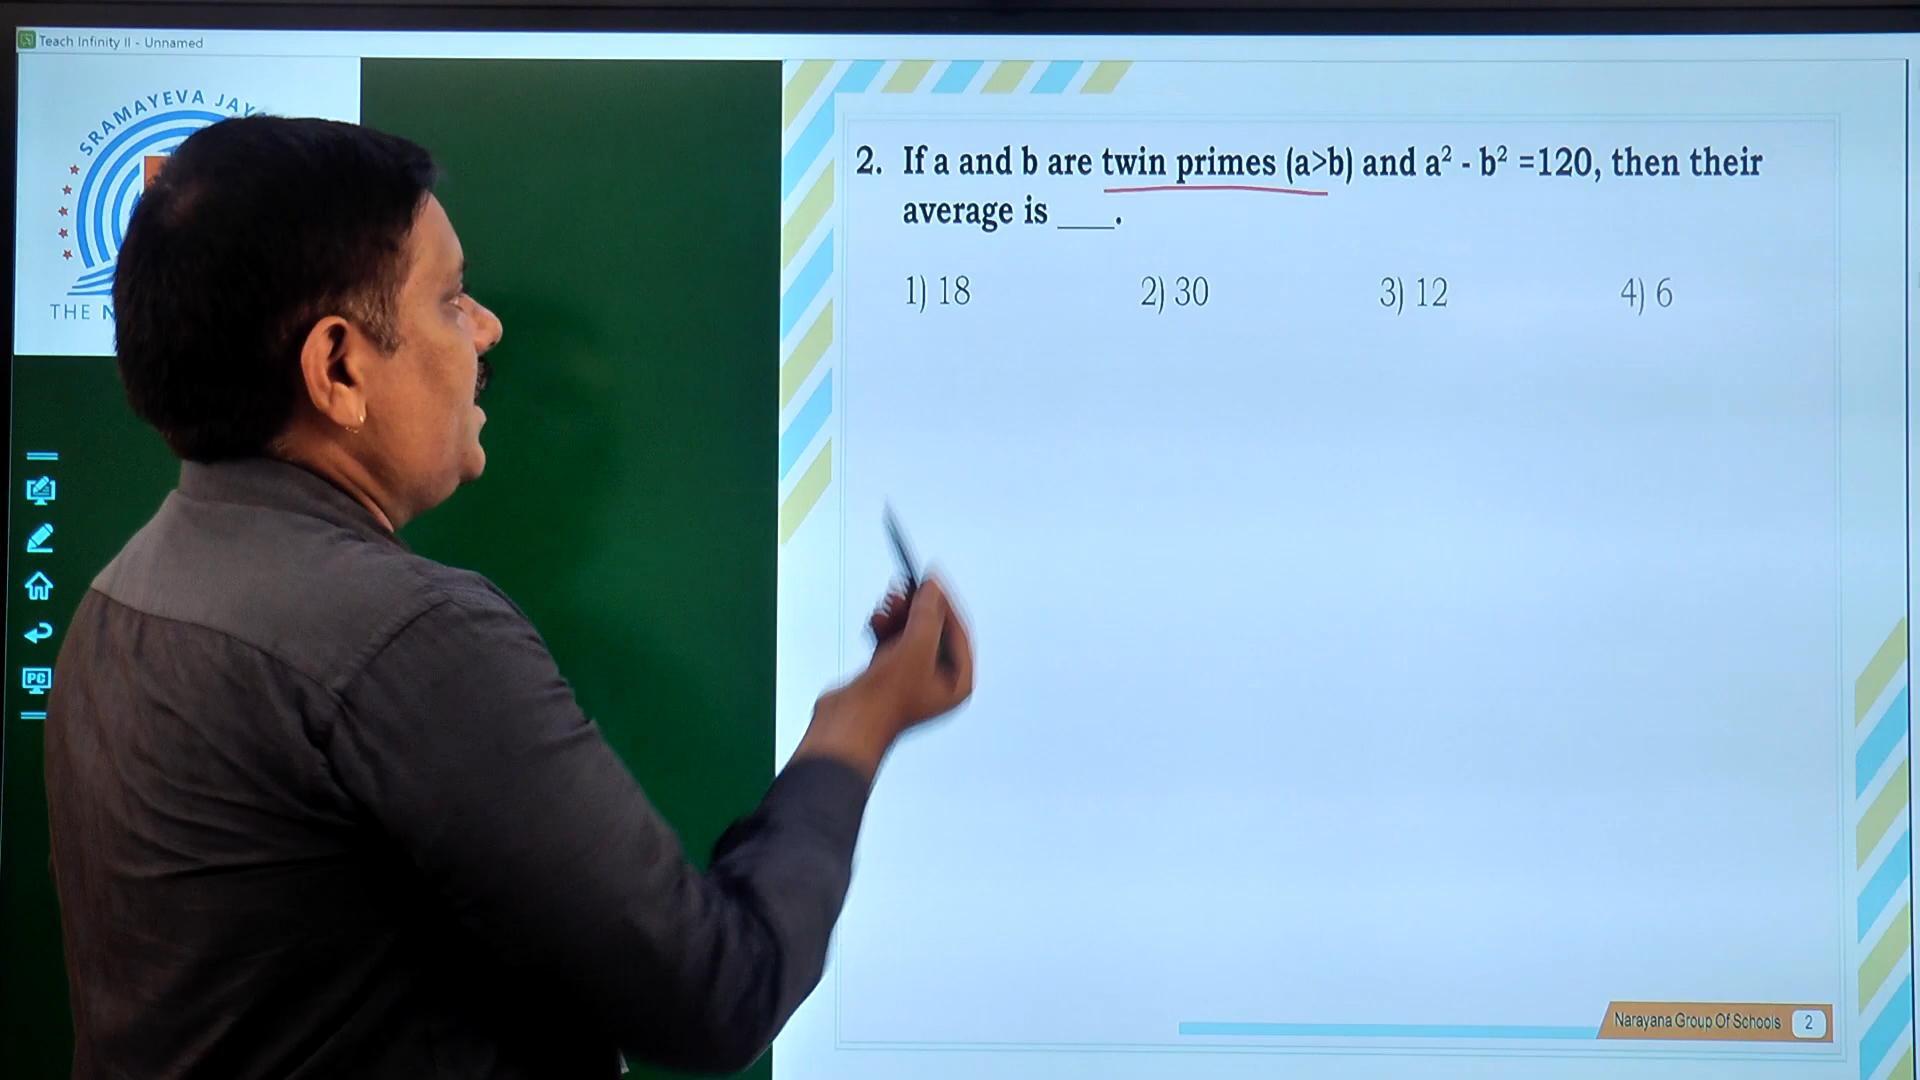 Teach Infinity II - Unnamed
SRAMAYEVA JAY
THE N
2. If a and b are twin primes (a>b) and a² - b² =120, then their
average is ____.
1) 18 2) 30 3) 12 4) 6
PC
Narayana Group Of Schools 2